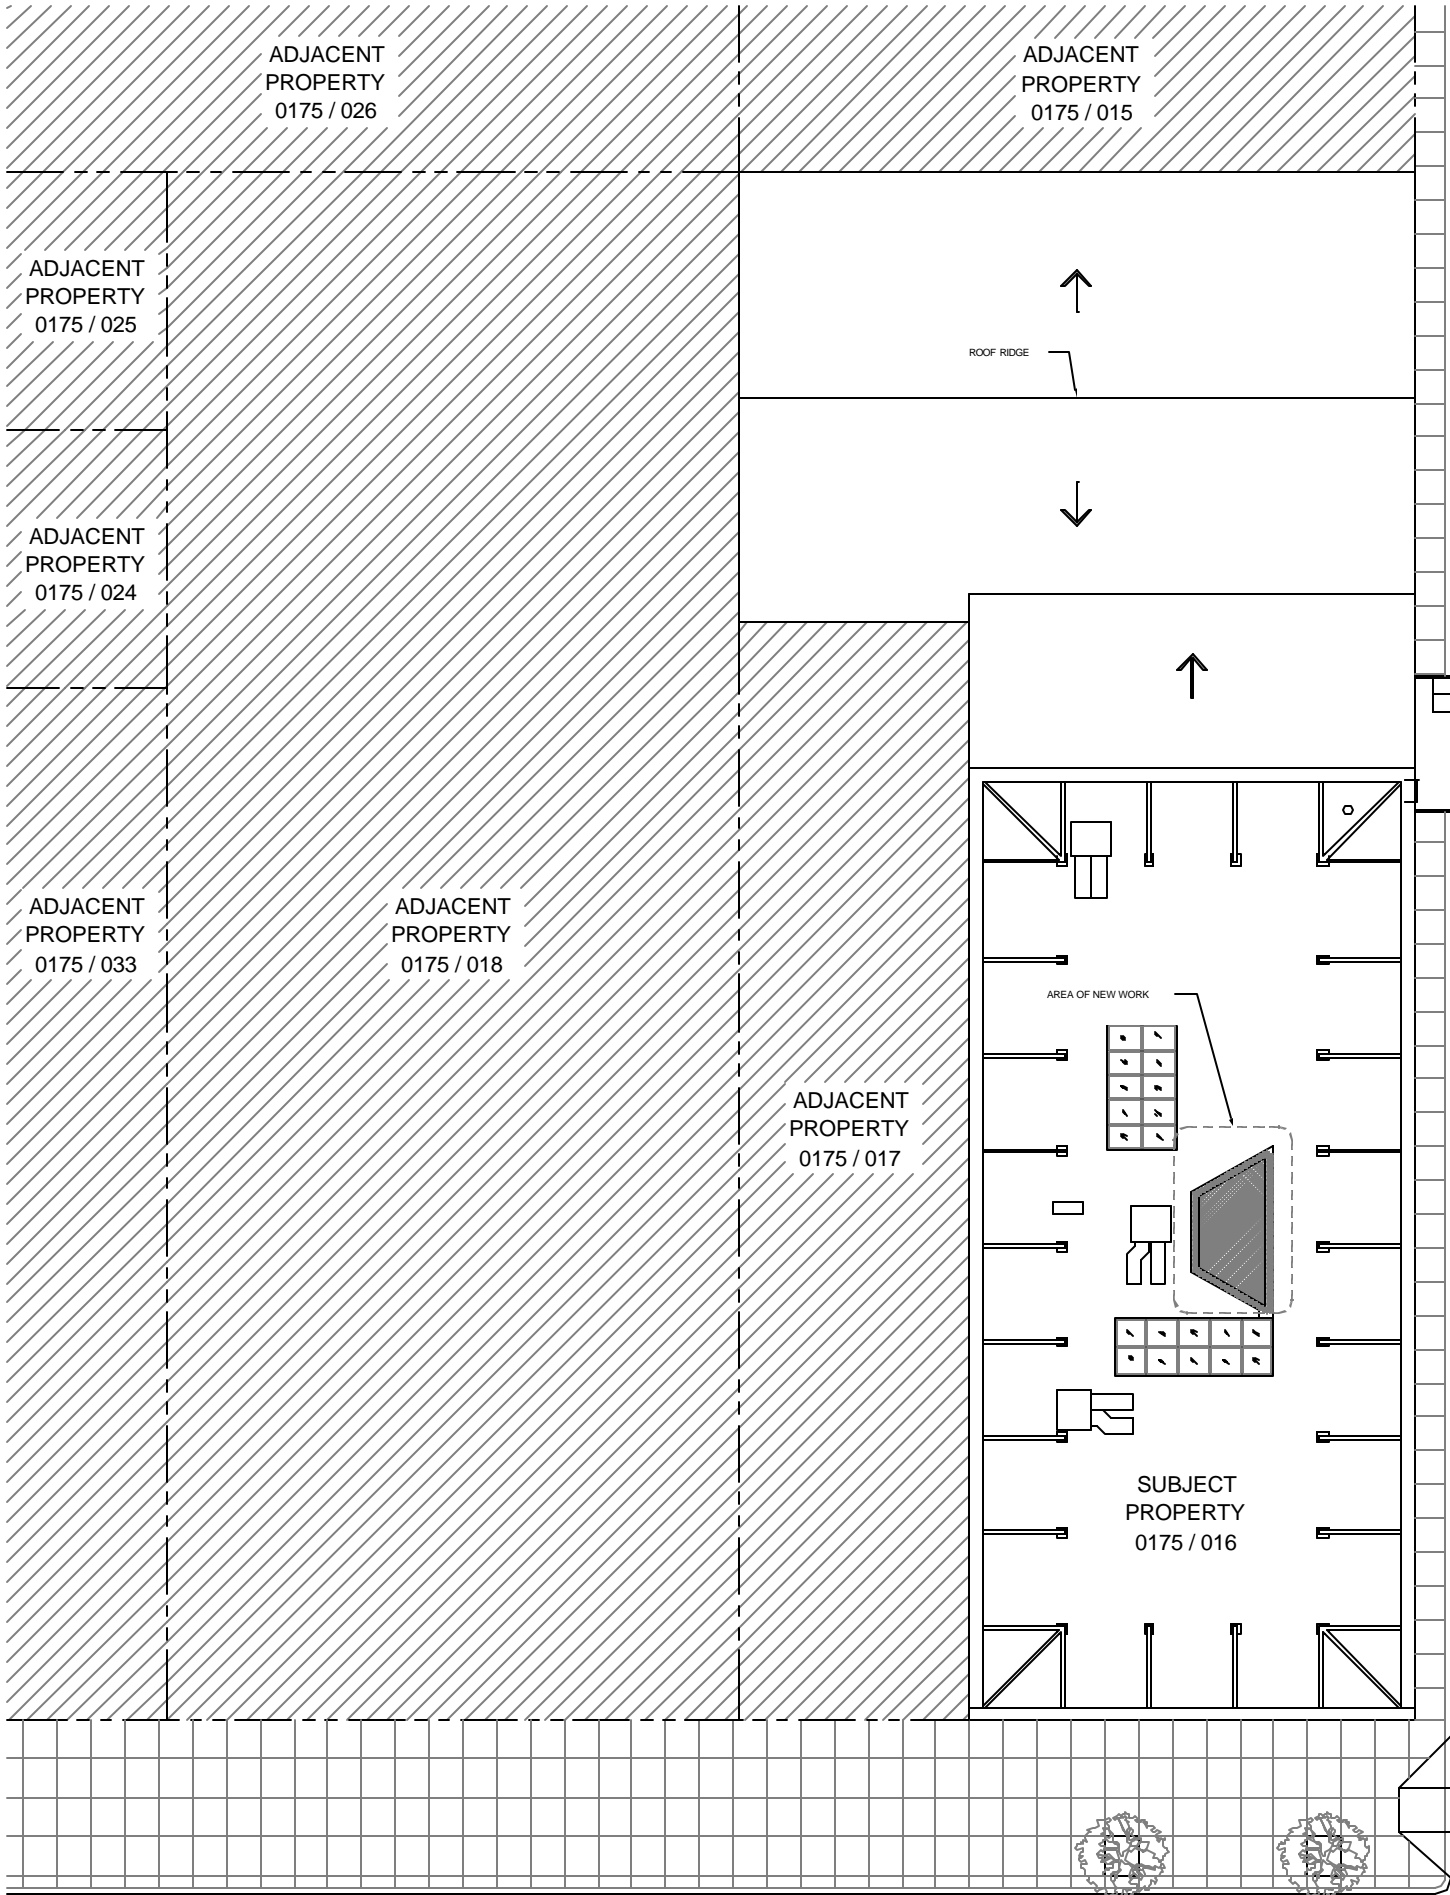 ADJACENT
PROPERTY
0175 / 026
ADJACENT
PROPERTY
0175 / 015
ADJACENT
PROPERTY
0175 / 025
ROOF RIDGE
ADJACENT
PROPERTY
0175 / 024
ADJACENT
PROPERTY
0175 / 033
ADJACENT
PROPERTY
0175 / 018
AREA OF NEW WORK
ADJACENT
PROPERTY
0175 / 017
SUBJECT
PROPERTY
0175 / 016